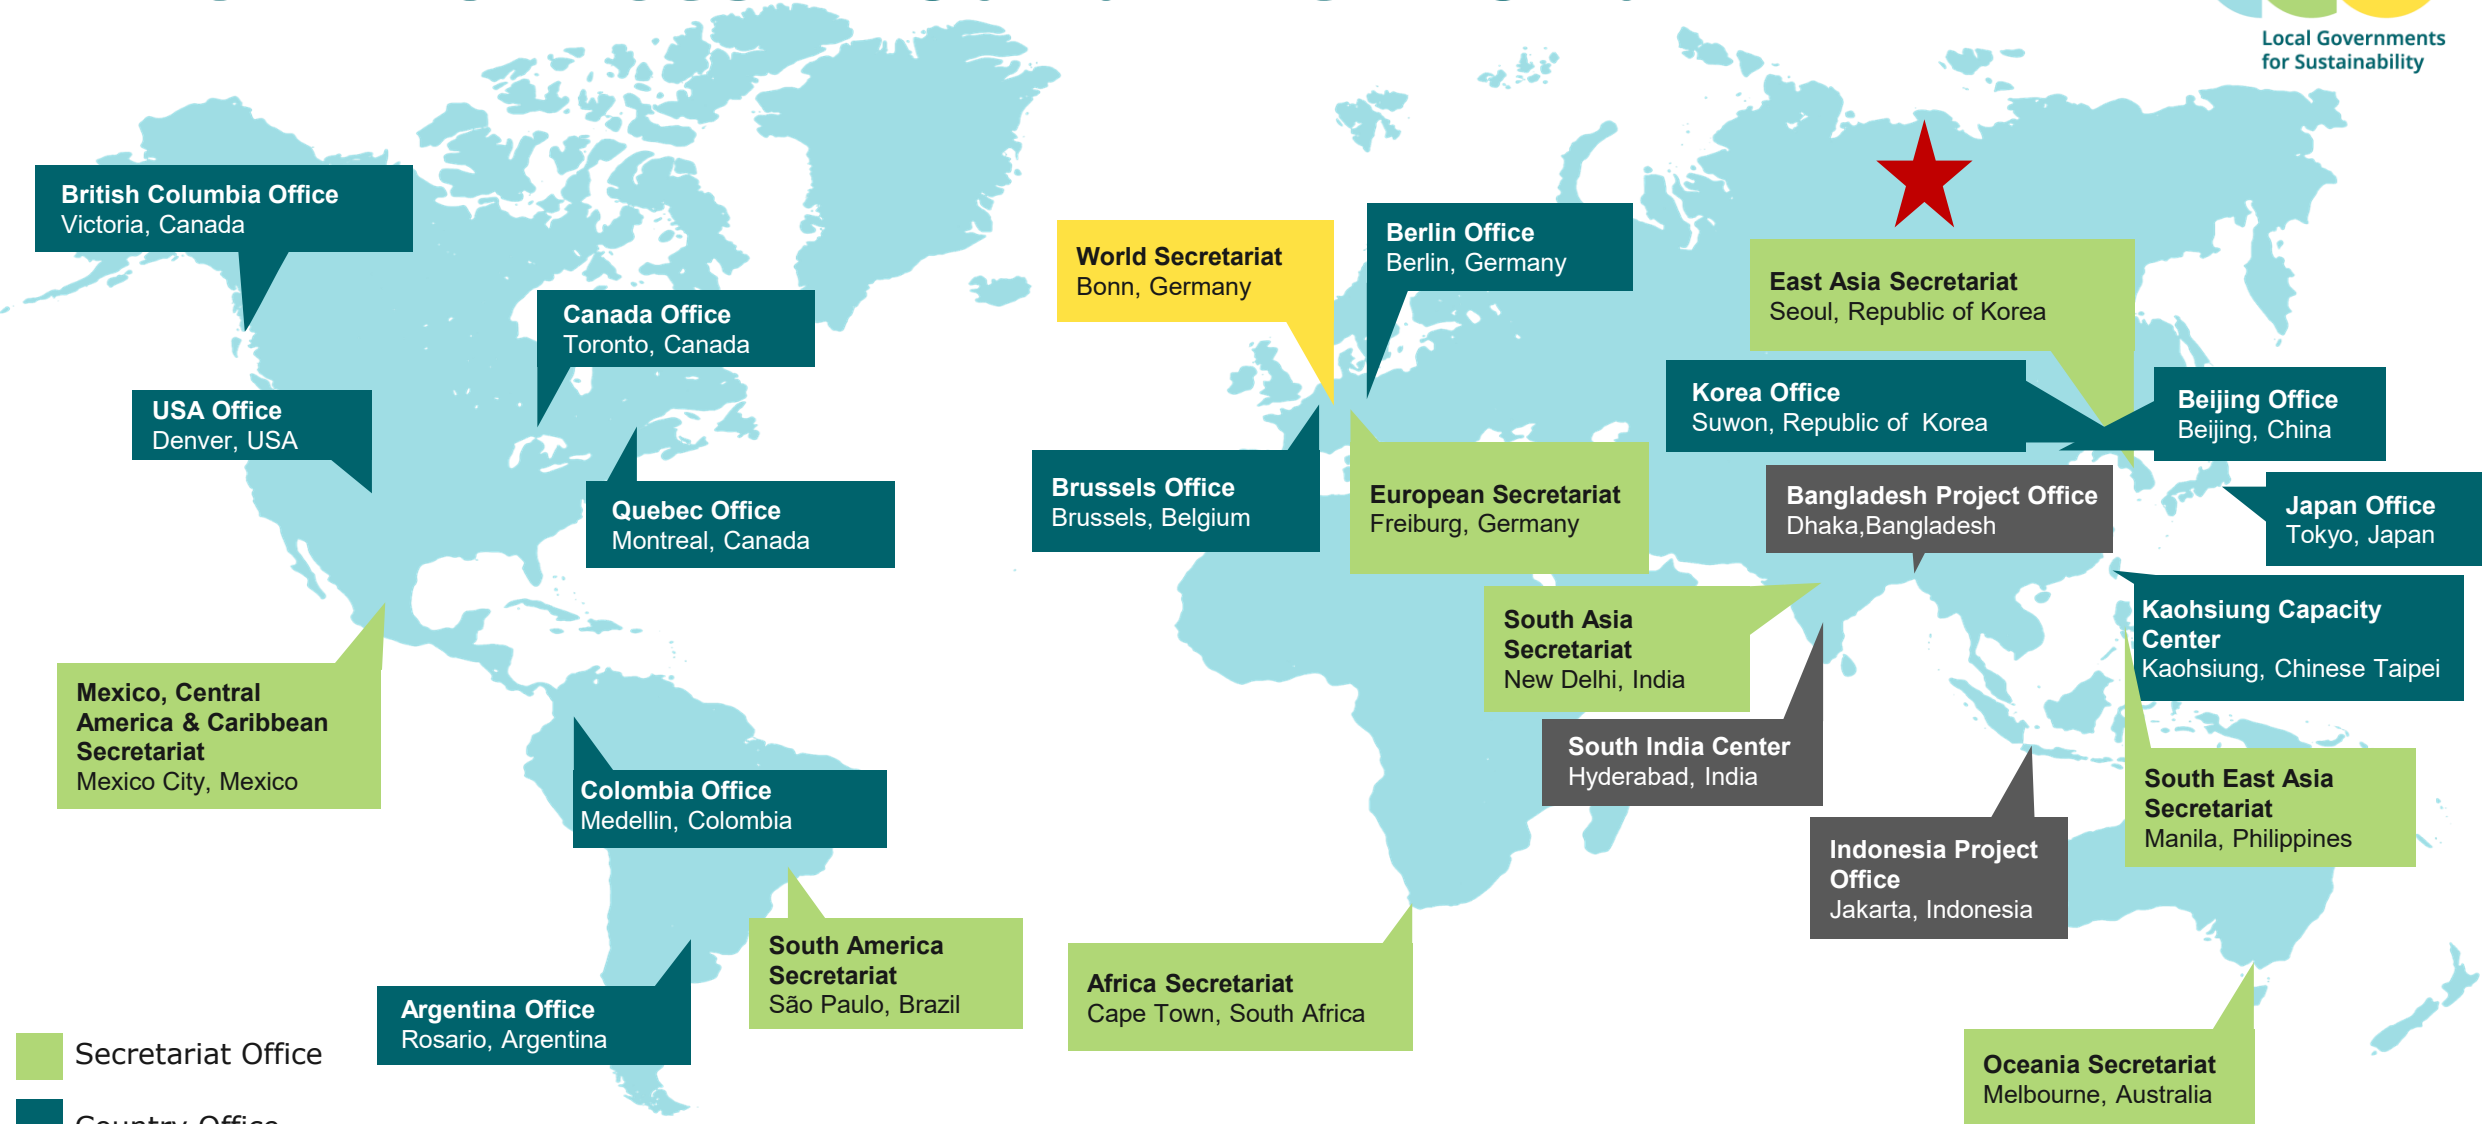 Local Governments
for Sustainability
British Columbia Office
Victoria, Canada
Canada Office
Toronto, Canada
USA Office
Denver, USA
Quebec Office
Montreal, Canada
Mexico, Central
America & Caribbean
Secretariat
Mexico City, Mexico
Colombia Office
Medellin, Colombia
South America
Secretariat
São Paulo, Brazil
Argentina Office
Rosario, Argentina
World Secretariat
Bonn, Germany
Berlin Office
Berlin, Germany
Brussels Office
Brussels, Belgium
European Secretariat
Freiburg, Germany
Africa Secretariat
Cape Town, South Africa
East Asia Secretariat
Seoul, Republic of Korea
Korea Office
Suwon, Republic of  Korea
Beijing Office
Beijing, China
Bangladesh Project Office
Dhaka,Bangladesh
Japan Office
Tokyo, Japan
South Asia
Secretariat
New Delhi, India
Kaohsiung Capacity
Center
Kaohsiung, Chinese Taipei
South India Center
Hyderabad, India
South East Asia
Secretariat
Manila, Philippines
Indonesia Project
Office
Jakarta, Indonesia
Oceania Secretariat
Melbourne, Australia
Secretariat Office
Country Office